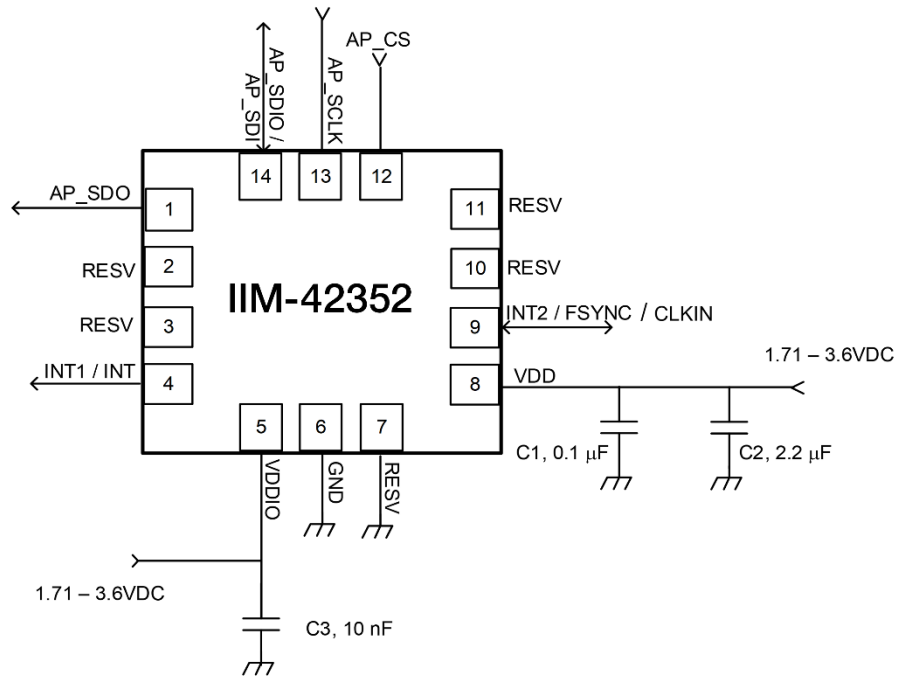 AP_CS
AP_SDIO /
AP_SDI
AP_SCLK
14
13
12
AP_SDO
1
11
RESV
RESV
2
10
RESV
IIM-42352
RESV
3
9
INT2 / FSYNC / CLKIN
INT1 / INT
4
8
VDD
1.71 – 3.6VDC
5
6
7
C1, 0.1 μF
C2, 2.2 μF
VDDIO
GND
RESV
1.71 – 3.6VDC
C3, 10 nF